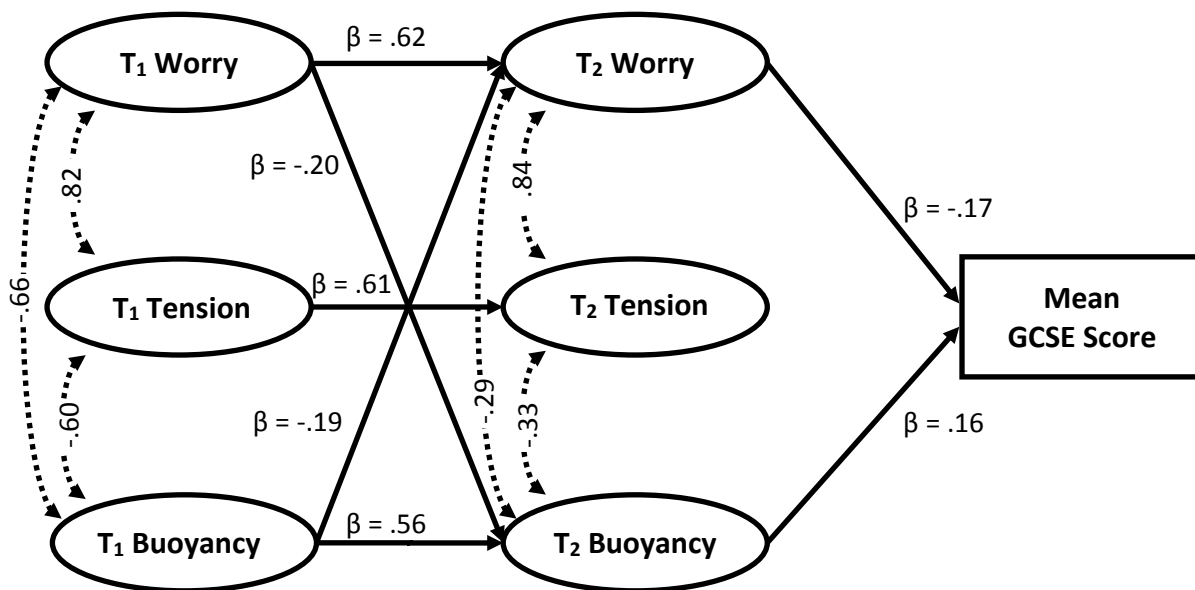 β = .62
T₁ Worry
T₂ Worry
β = -.20
.82
.84
β = -.17
-.66
T₁ Tension
β = .61
T₂ Tension
Mean
GCSE Score
-.60
β = -.19
-.29
-.33
β = .16
T₁ Buoyancy
β = .56
T₂ Buoyancy